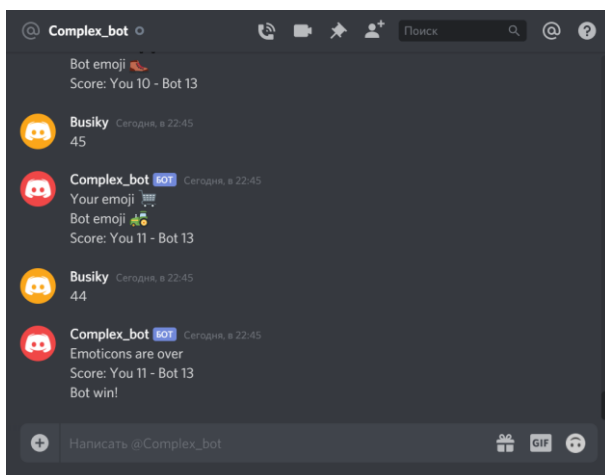 Complex_bot
Поиск
Bot emoji 👞
Score: You 10 - Bot 13
Busiky Сегодня, в 22:45
45
Complex_bot БОТ Сегодня, в 22:45
Your emoji 🛒
Bot emoji 🚜
Score: You 11 - Bot 13
Busiky Сегодня, в 22:45
44
Complex_bot БОТ Сегодня, в 22:45
Emoticons are over
Score: You 11 - Bot 13
Bot win!
Написать @Complex_bot
GIF